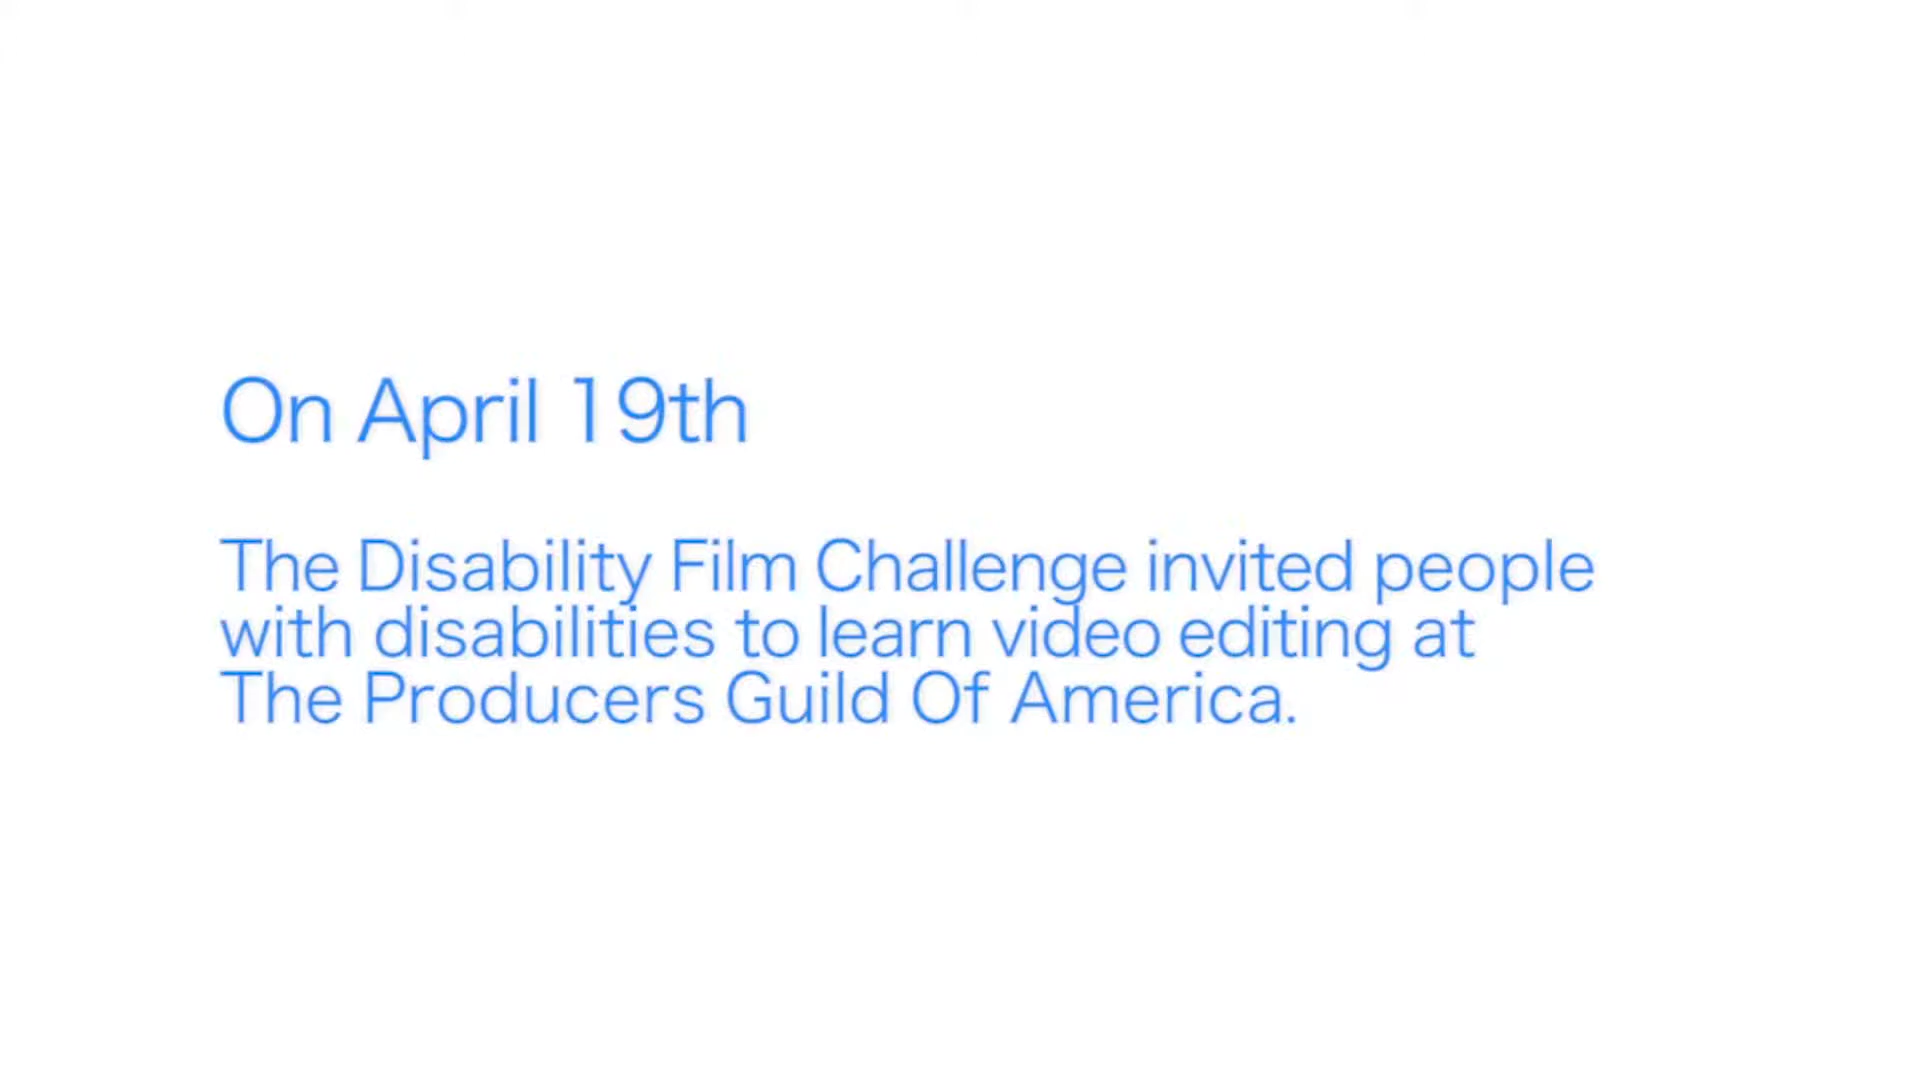 On April 19th
The Disability Film Challenge invited people
with disabilities to learn video editing at
The Producers Guild Of America.